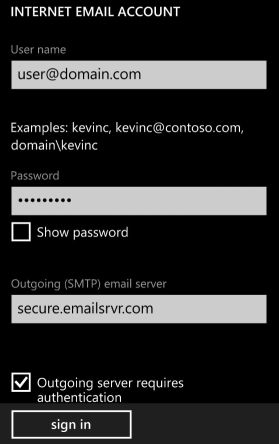 INTERNET EMAIL ACCOUNT
User name
user@domain.com
Examples: kevinc, kevinc@contoso.com,
domain\kevinc
Password
•••••••••
Show password
Outgoing (SMTP) email server
secure.emailsrvr.com
Outgoing server requires
authentication
sign in